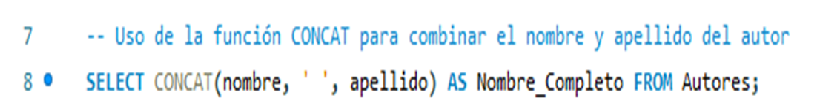 7 -- Uso de la función CONCAT para combinar el nombre y apellido del autor
8 SELECT CONCAT(nombre, ' ', apellido) AS Nombre_Completo FROM Autores;